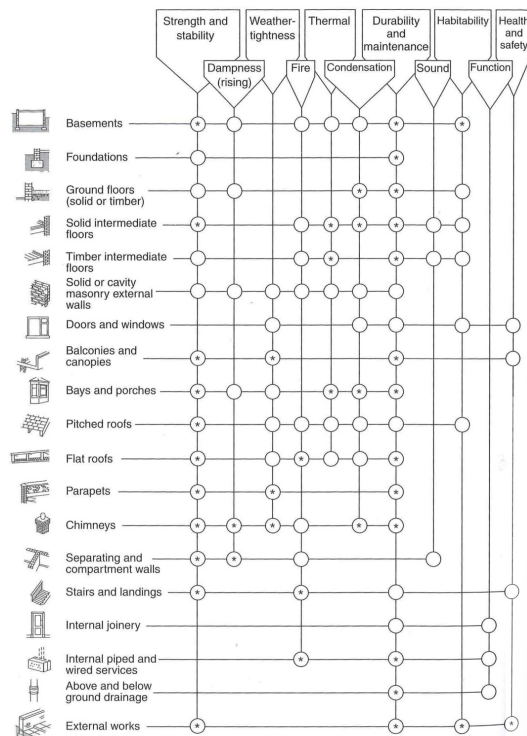 Strength and stability
Weather-tightness
Thermal
Durability and maintenance
Habitability
Health and safety
Dampness (rising)
Fire
Condensation
Sound
Function
Basements
Foundations
Ground floors
(solid or timber)
Solid intermediate
floors
Timber intermediate
floors
Solid or cavity
masonry external
walls
Doors and windows
Balconies and
canopies
Bays and porches
Pitched roofs
Flat roofs
Parapets
Chimneys
Separating and
compartment walls
Stairs and landings
Internal joinery
Internal piped and
wired services
Above and below
ground drainage
External works